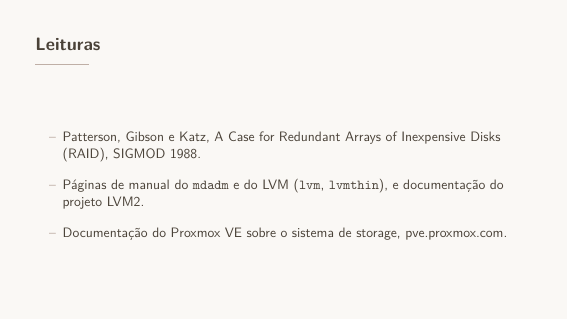 Leituras
– Patterson, Gibson e Katz, A Case for Redundant Arrays of Inexpensive Disks
(RAID), SIGMOD 1988.
– Páginas de manual do mdadm e do LVM (lvm, lvmthin), e documentação do
projeto LVM2.
– Documentação do Proxmox VE sobre o sistema de storage, pve.proxmox.com.